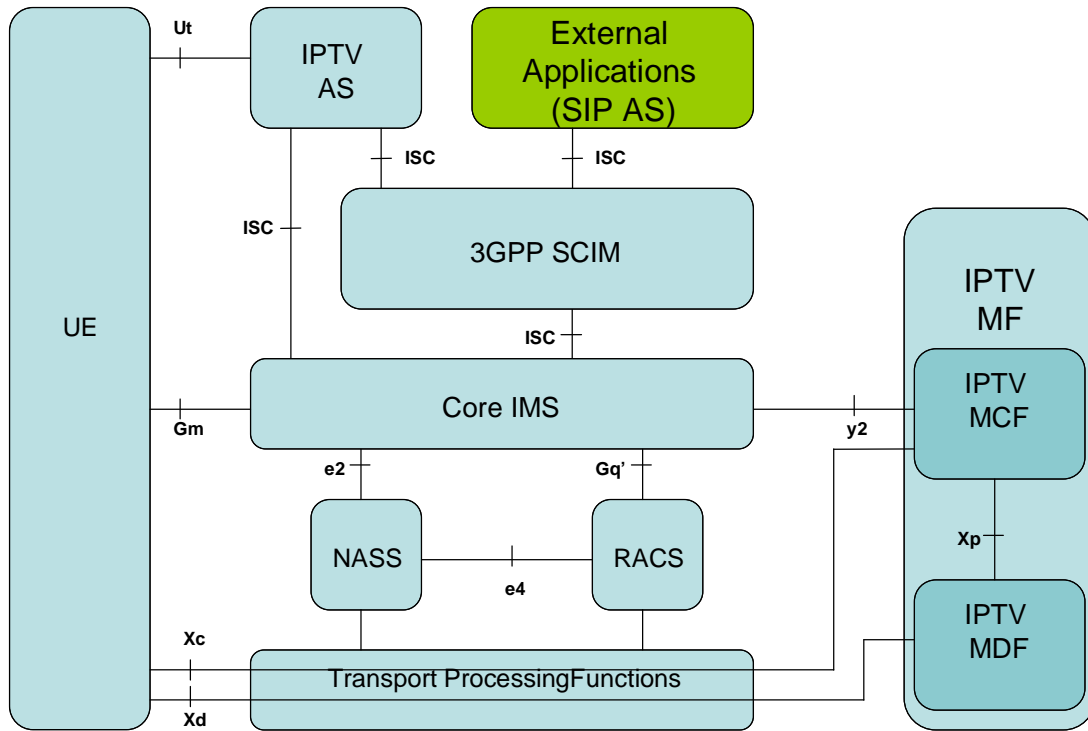 Ut
IPTV
AS
External
Applications
(SIP AS)
ISC
ISC
ISC
3GPP SCIM
IPTV
MF
UE
ISC
IPTV
MCF
Core IMS
Gm
y2
e2
Gq’
NASS
RACS
Xp
e4
IPTV
MDF
Xc
Transport ProcessingFunctions
Xd